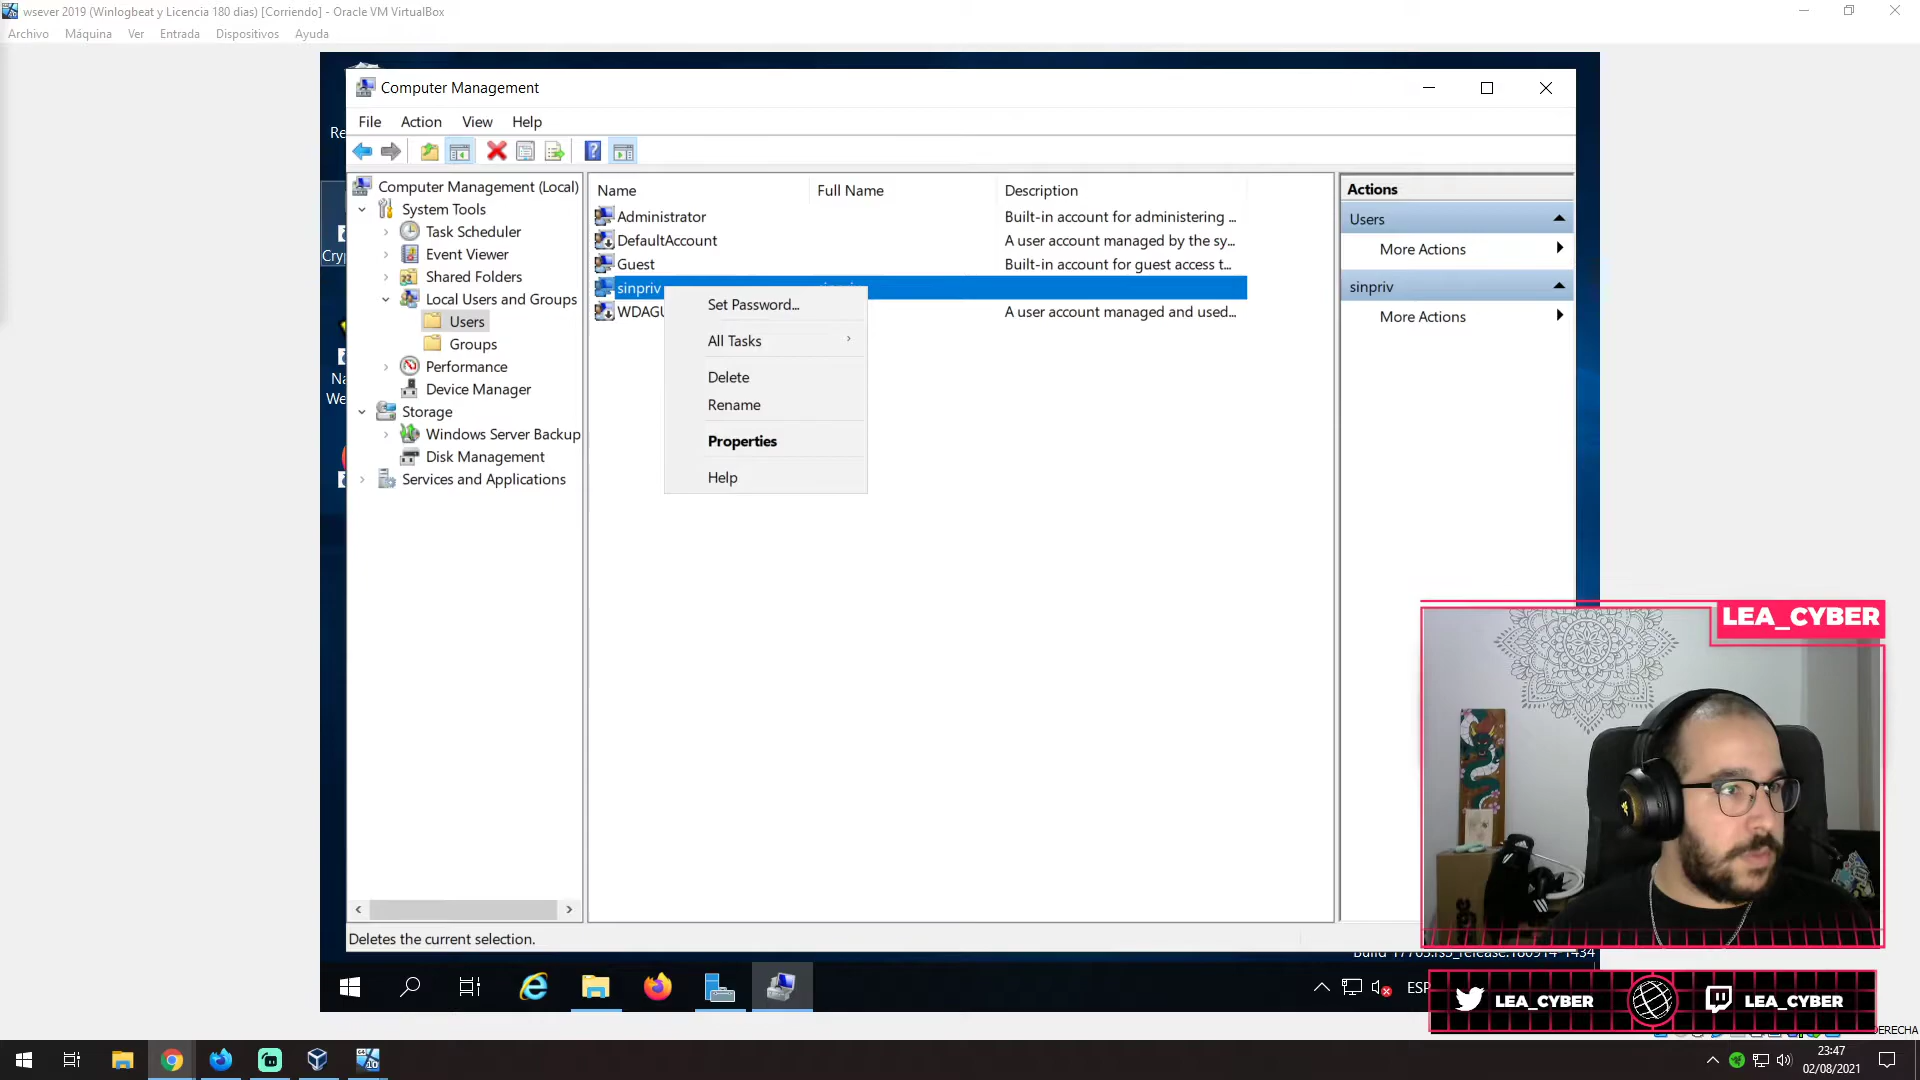 wsever 2019 (Winlogbeat y Licencia 180 dias) [Corriendo] - Oracle VM VirtualBox
Archivo Máquina Ver Entrada Dispositivos Ayuda
Computer Management
File Action View Help
Computer Management (Local)
System Tools
Task Scheduler
Event Viewer
Shared Folders
Local Users and Groups
Users
Groups
Performance
Device Manager
Storage
Windows Server Backup
Disk Management
Services and Applications
Name Full Name Description
Administrator Built-in account for administering ...
DefaultAccount A user account managed by the sy...
Guest Built-in account for guest access t...
sinpriv
WDAGU A user account managed and used...
Set Password...
All Tasks
Delete
Rename
Properties
Help
Actions
Users
More Actions
sinpriv
More Actions
Deletes the current selection.
LEA_CYBER
ESP
LEA_CYBER LEA_CYBER
DERECHA
23:47
02/08/2021